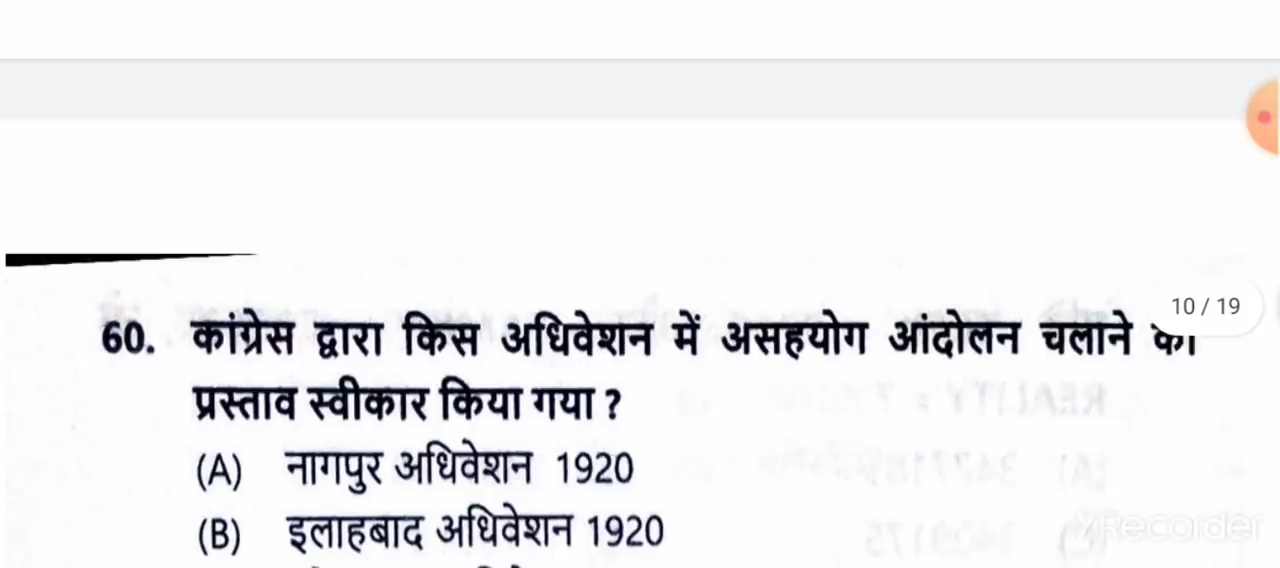 10 / 19
60. कांग्रेस द्वारा किस अधिवेशन में असहयोग आंदोलन चलाने का
प्रस्ताव स्वीकार किया गया ?
(A) नागपुर अधिवेशन 1920
(B) इलाहबाद अधिवेशन 1920
XRecorder